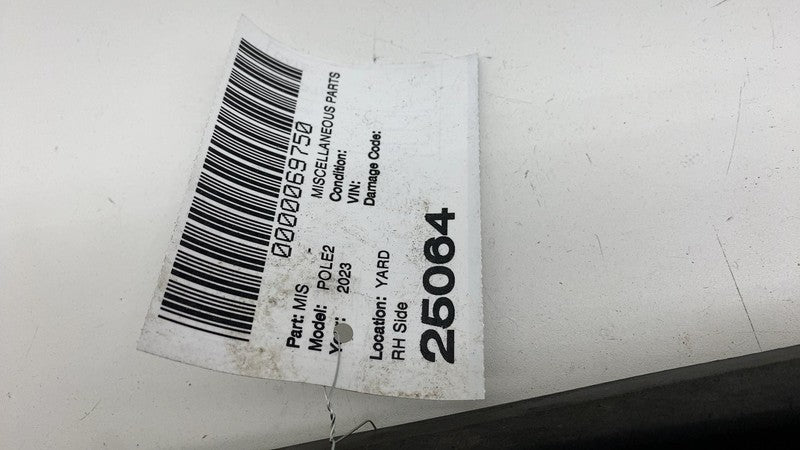 0000069750
Part: MIS - MISCELLANEOUS PARTS
Model: POLE2 Condition:
Year: 2023 VIN:
Damage Code:
Location: YARD
RH Side
25064